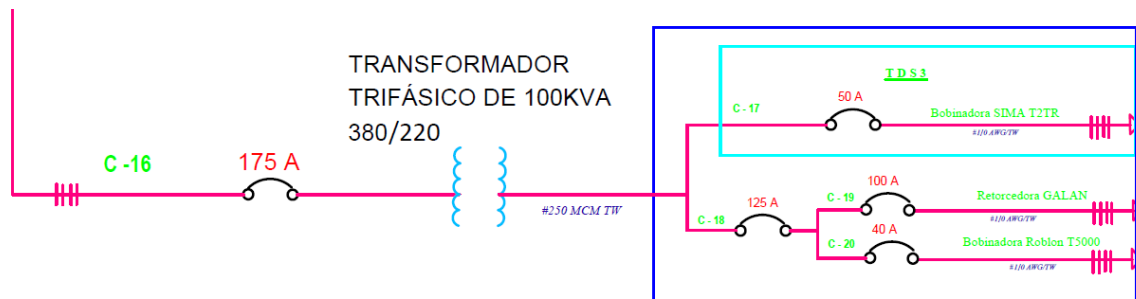 TRANSFORMADOR
TRIFÁSICO DE 100KVA
380/220
C -16
175 A
#250 MCM TW
T D S 3
C - 17
50 A
Bobinadora SIMA T2TR
#1/0 AWG/TW
C - 18
125 A
C - 19
100 A
Retorcedora GALAN
#1/0 AWG/TW
C - 20
40 A
Bobinadora Roblon T5000
#1/0 AWG/TW